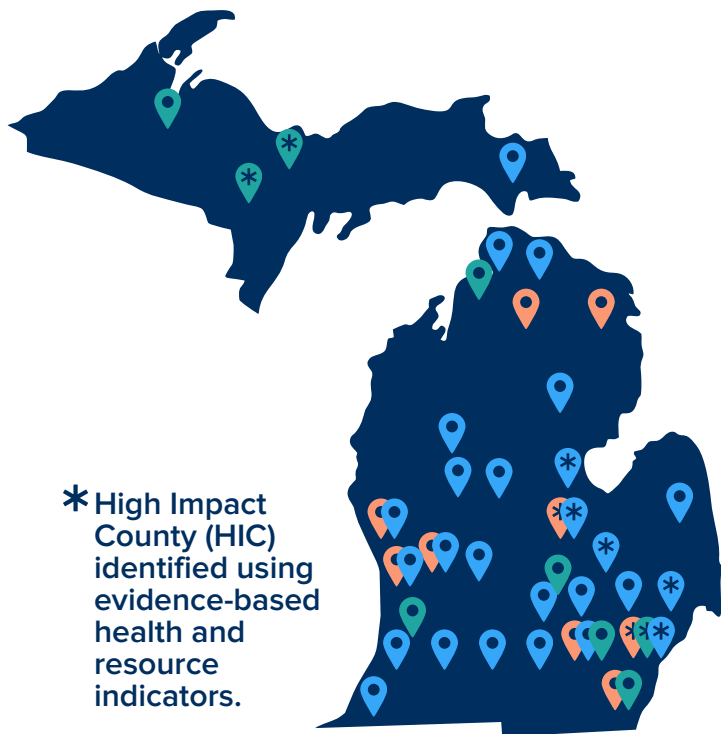 * High Impact
County (HIC)
identified using
evidence-based
health and
resource
indicators.